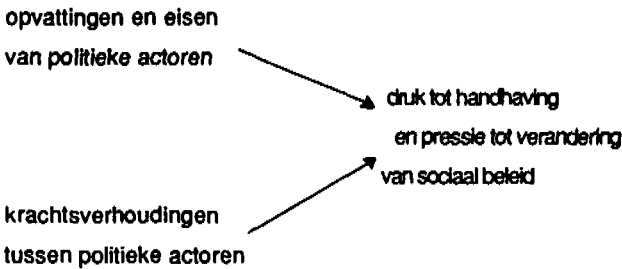 opvattingen en eisen
van politieke actoren
druk tot handhaving
en pressie tot verandering
van sociaal beleid
krachtsverhoudingen
tussen politieke actoren